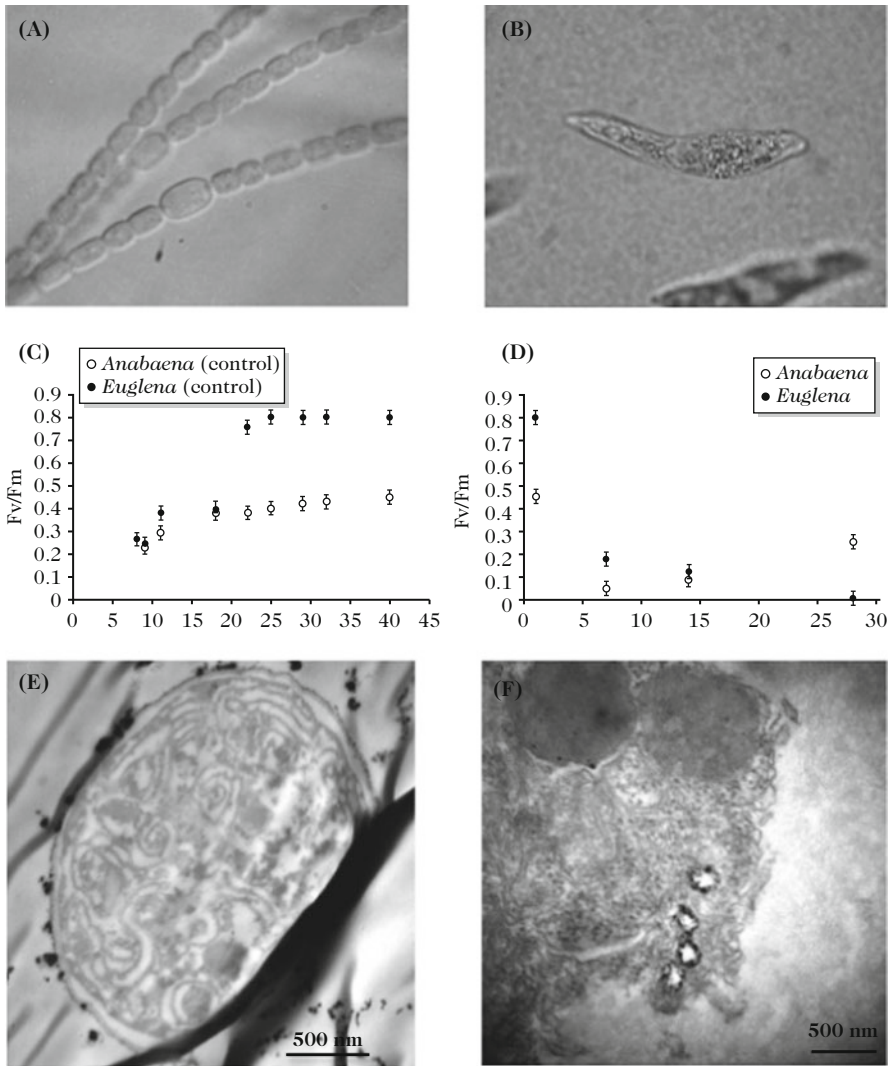 (A)
(B)
(C)
Anabaena (control)
Euglena (control)
Fv/Fm
0.9
0.8
0.7
0.6
0.5
0.4
0.3
0.2
0.1
0
0 5 10 15 20 25 30 35 40 45
(D)
Anabaena
Euglena
Fv/Fm
0.9
0.8
0.7
0.6
0.5
0.4
0.3
0.2
0.1
0
0 5 10 15 20 25 30
(E)
500 nm
(F)
500 nm